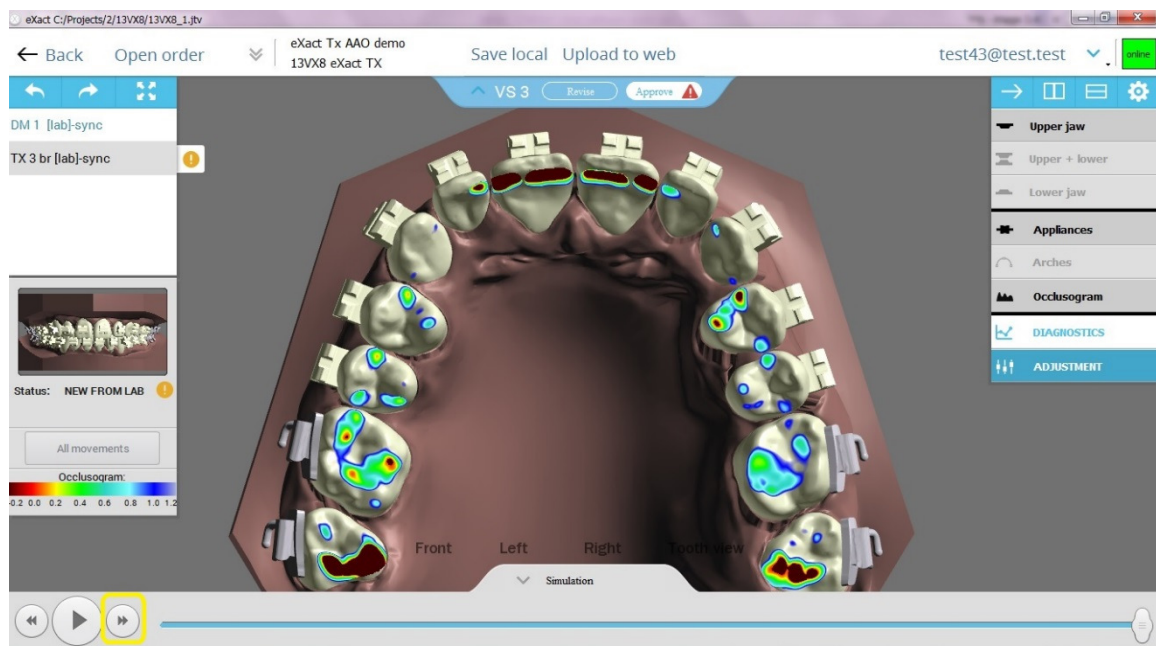 eXact C:/Projects/2/13VX8/13VX8_1.jtv
Back
Open order
eXact Tx AAO demo
13VX8 eXact TX
Save local
Upload to web
test43@test.test
online
VS 3
Revise
Approve
DM 1 [lab]-sync
TX 3 br [lab]-sync
Upper jaw
Upper + lower
Lower jaw
Appliances
Arches
Occlusogram
DIAGNOSTICS
ADJUSTMENT
Status: NEW FROM LAB
All movements
Occlusogram:
-0.2 0.0 0.2 0.4 0.6 0.8 1.0 1.2
Front Left Right Tooth view
Simulation